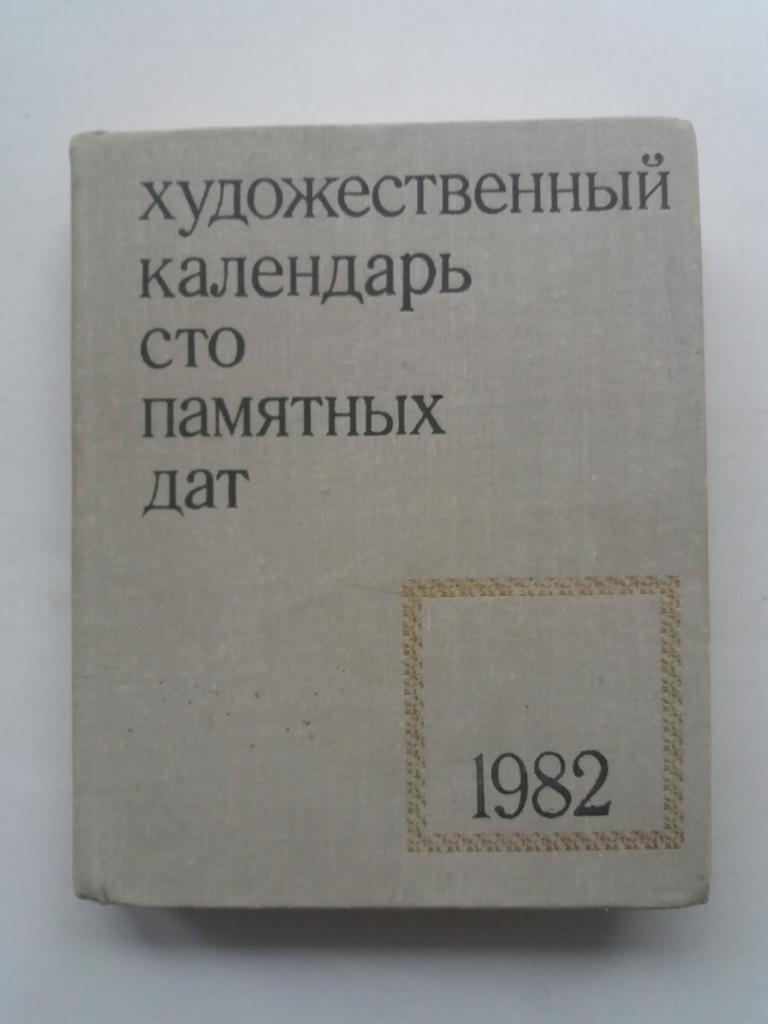 художественный
календарь
сто
памятных
дат
1982